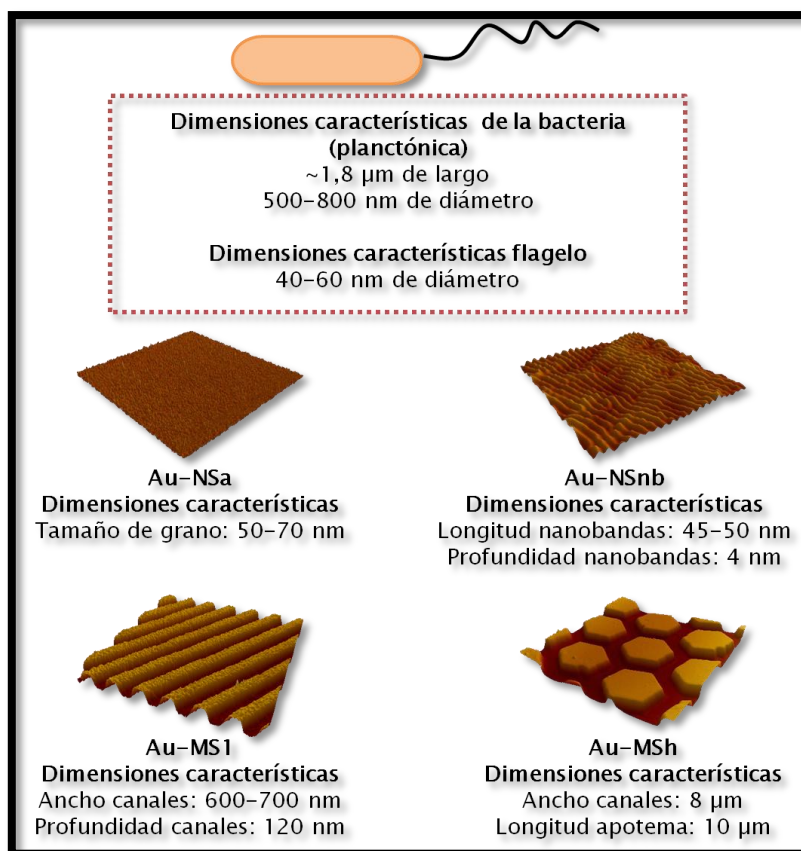 Dimensiones características de la bacteria
(planctónica)
~1,8 µm de largo
500-800 nm de diámetro
Dimensiones características flagelo
40-60 nm de diámetro
Au-NSa
Dimensiones características
Tamaño de grano: 50-70 nm
Au-NSnb
Dimensiones características
Longitud nanobandas: 45-50 nm
Profundidad nanobandas: 4 nm
Au-MS1
Dimensiones características
Ancho canales: 600-700 nm
Profundidad canales: 120 nm
Au-MSh
Dimensiones características
Ancho canales: 8 µm
Longitud apotema: 10 µm